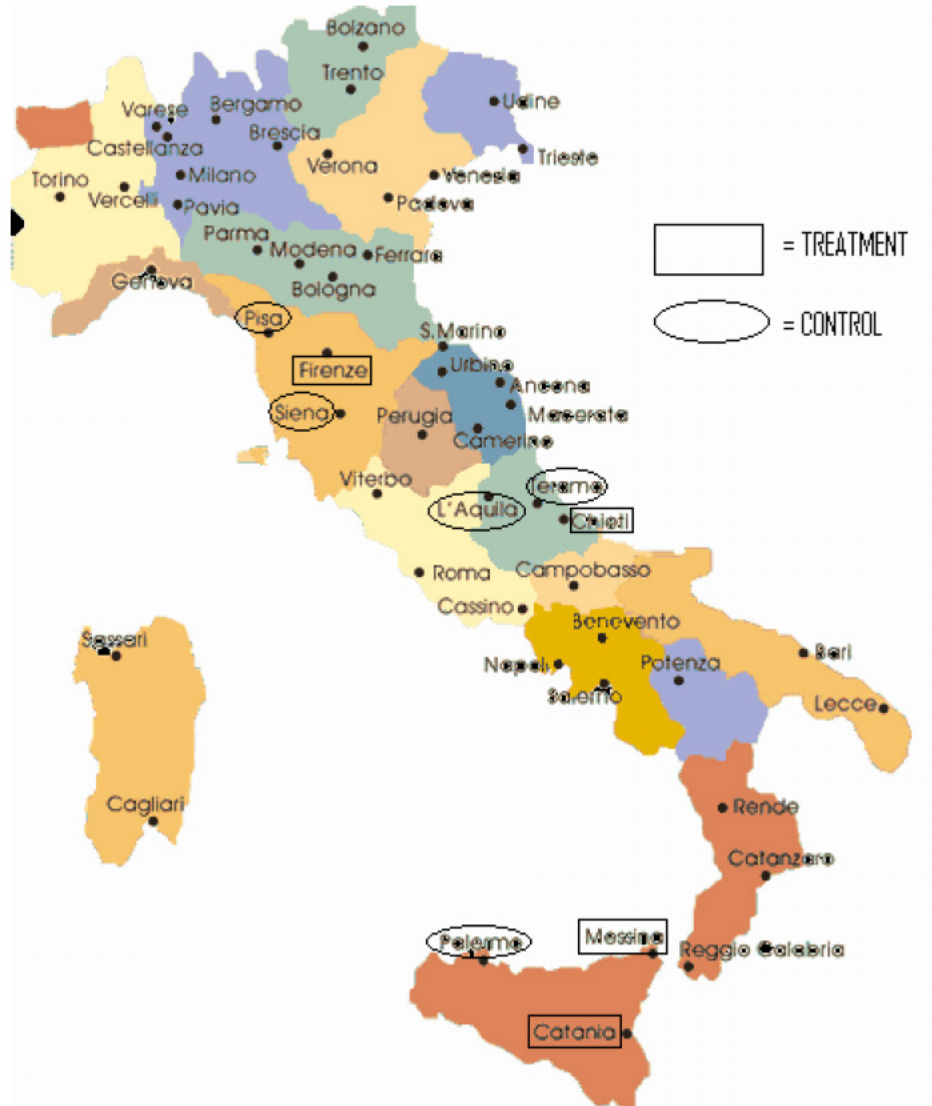 Bolzano
Trento
Udine
Varese
Bergamo
Brescia
Castellanza
Verona
Trieste
Torino
Milano
Venezia
Vercelli
Pavia
Padova
Parma
Modena
Ferrara
= TREATMENT
Genova
Bologna
Pisa
S.Marino
= CONTROL
Firenze
Urbino
Ancona
Siena
Perugia
Macerata
Camerino
Viterbo
Teramo
L'Aquila
Chieti
Roma
Campobasso
Cassino
Benevento
Sassari
Napoli
Potenza
Bari
Salerno
Lecce
Cagliari
Rende
Catanzaro
Palermo
Messina
Reggio Calabria
Catania